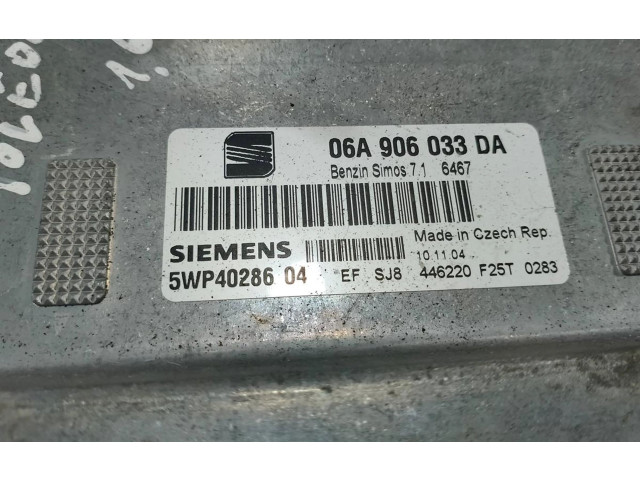 06A 906 033 DA
Benzin Simos 7.1 6467
SIEMENS
Made in Czech Rep.
10.11.04
5WP40286 04 EF SJ8 446220 F25T 0283